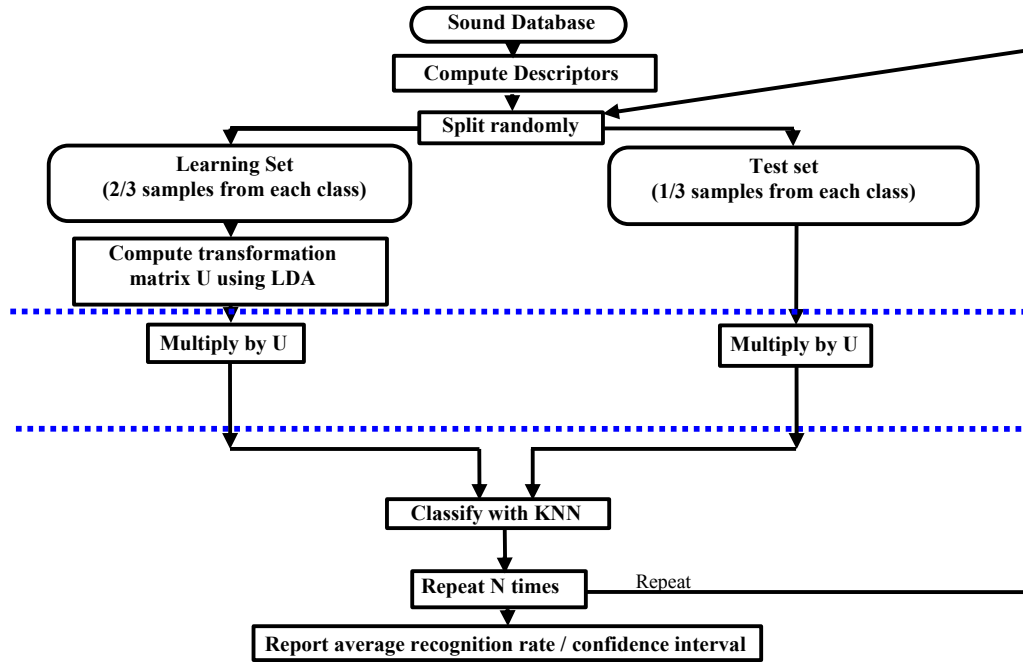 Sound Database
Compute Descriptors
Split randomly
Learning Set
(2/3 samples from each class)
Test set
(1/3 samples from each class)
Compute transformation
matrix U using LDA
Multiply by U
Multiply by U
Classify with KNN
Repeat N times
Repeat
Report average recognition rate / confidence interval